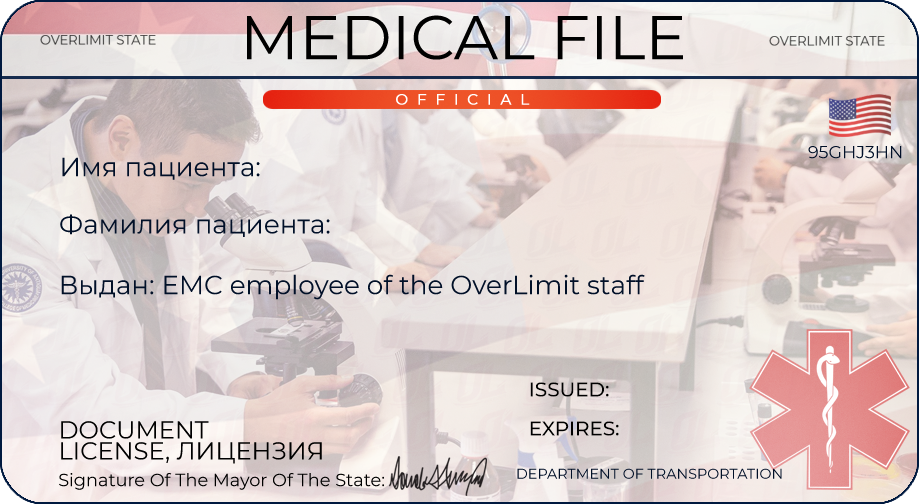 OVERLIMIT STATE
MEDICAL FILE
OVERLIMIT STATE
OFFICIAL
95GHJ3HN
Имя пациента:
Фамилия пациента:
Выдан: EMC employee of the OverLimit staff
ISSUED:
EXPIRES:
DOCUMENT
LICENSE, ЛИЦЕНЗИЯ
Signature Of The Mayor Of The State:
DEPARTMENT OF TRANSPORTATION